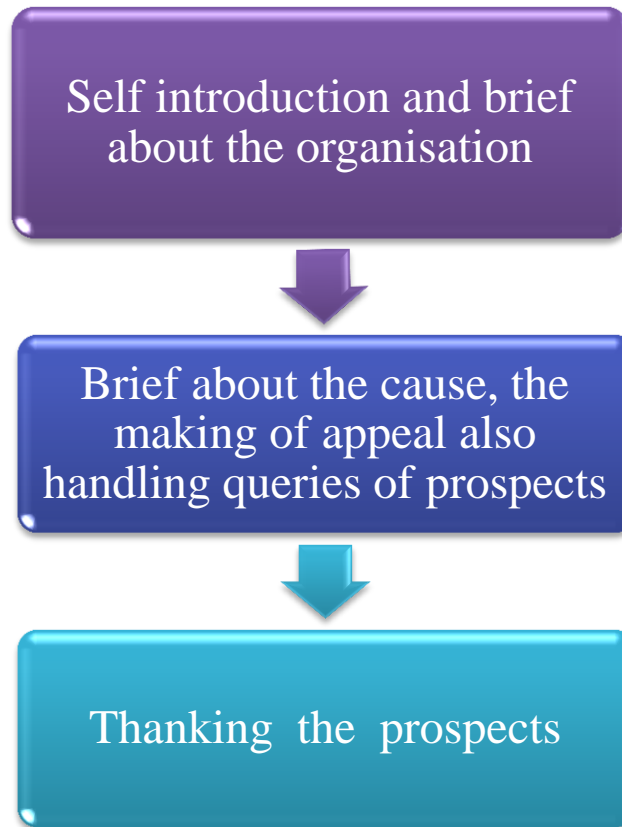 Self introduction and brief
about the organisation
Brief about the cause, the
making of appeal also
handling queries of prospects
Thanking the prospects